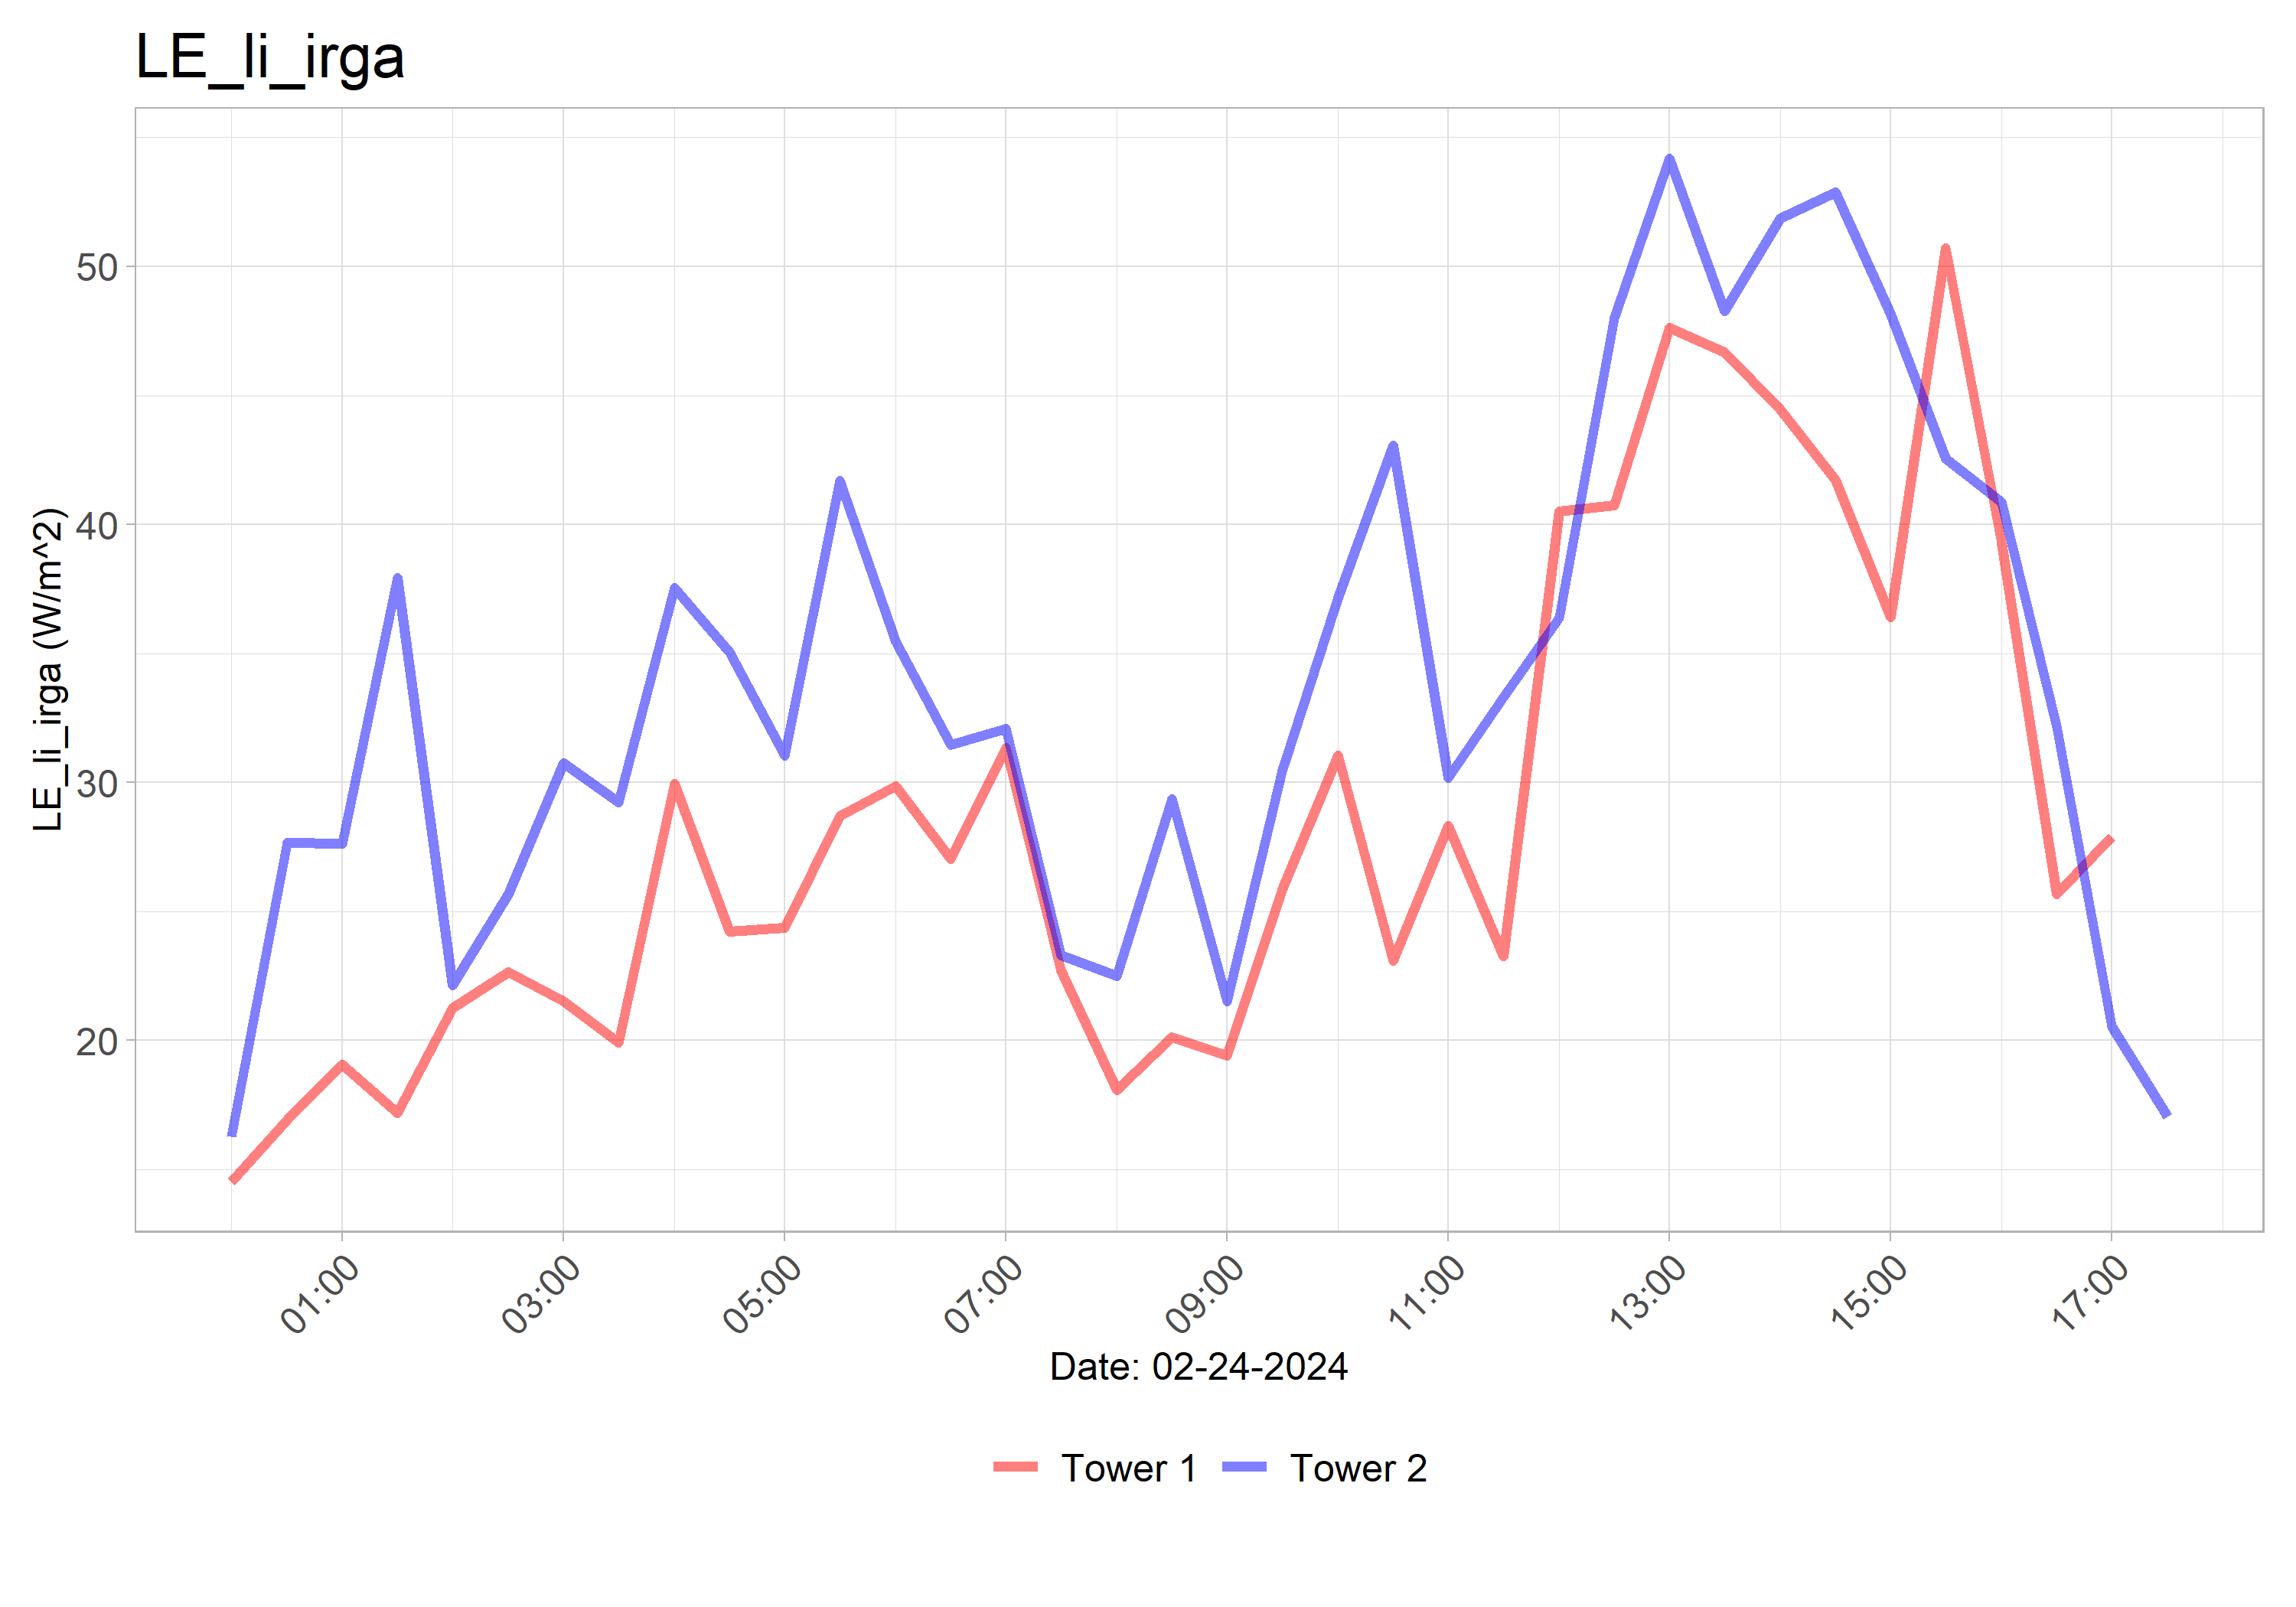 LE_li_irga
LE_li_irga (W/m^2)
50
40
30
20
01:00 03:00 05:00 07:00 09:00 11:00 13:00 15:00 17:00
Date: 02-24-2024
Tower 1 Tower 2